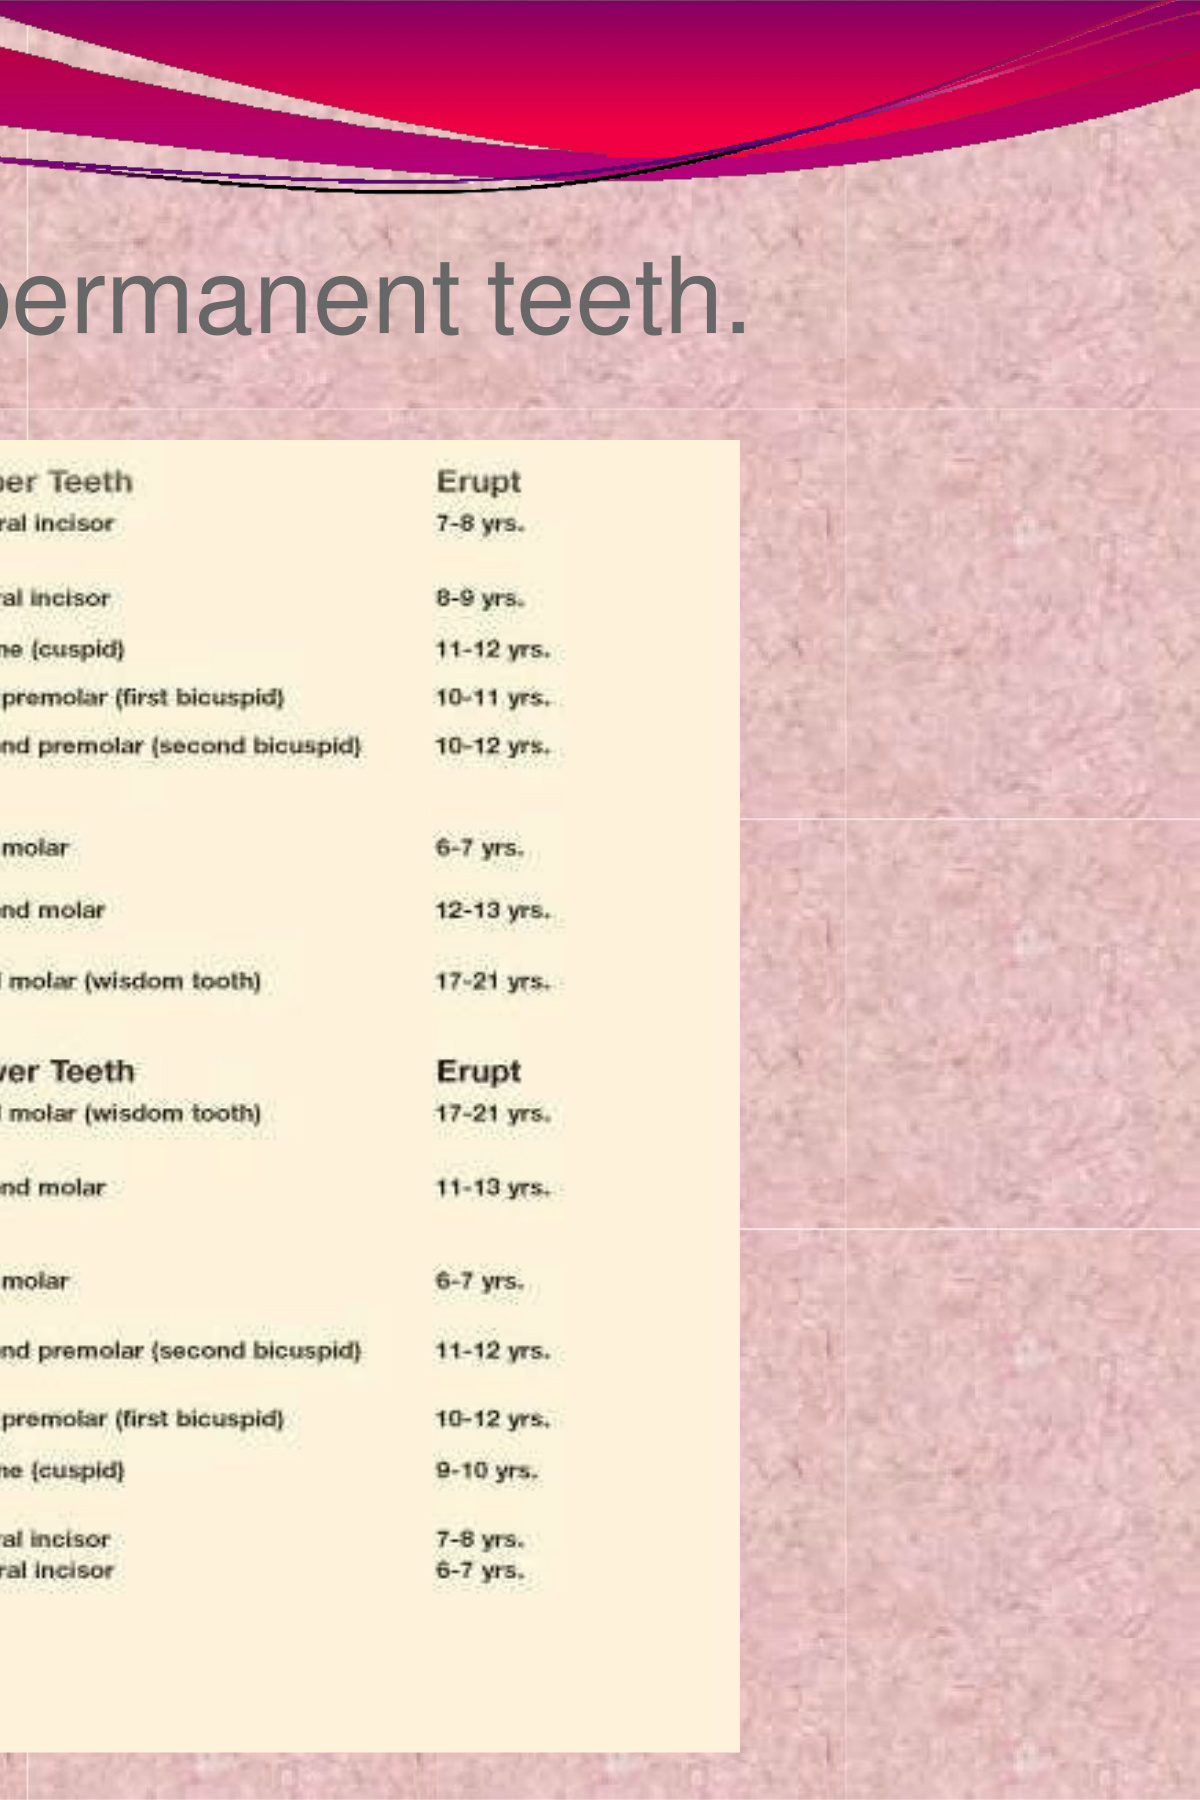 permanent teeth.
per Teeth Erupt
ral incisor 7-8 yrs.
ral incisor 8-9 yrs.
ne (cuspid) 11-12 yrs.
premolar (first bicuspid) 10-11 yrs.
nd premolar (second bicuspid) 10-12 yrs.
molar 6-7 yrs.
nd molar 12-13 yrs.
molar (wisdom tooth) 17-21 yrs.
wer Teeth Erupt
molar (wisdom tooth) 17-21 yrs.
nd molar 11-13 yrs.
molar 6-7 yrs.
nd premolar (second bicuspid) 11-12 yrs.
premolar (first bicuspid) 10-12 yrs.
ne (cuspid) 9-10 yrs.
ral incisor 7-8 yrs.
ral incisor 6-7 yrs.